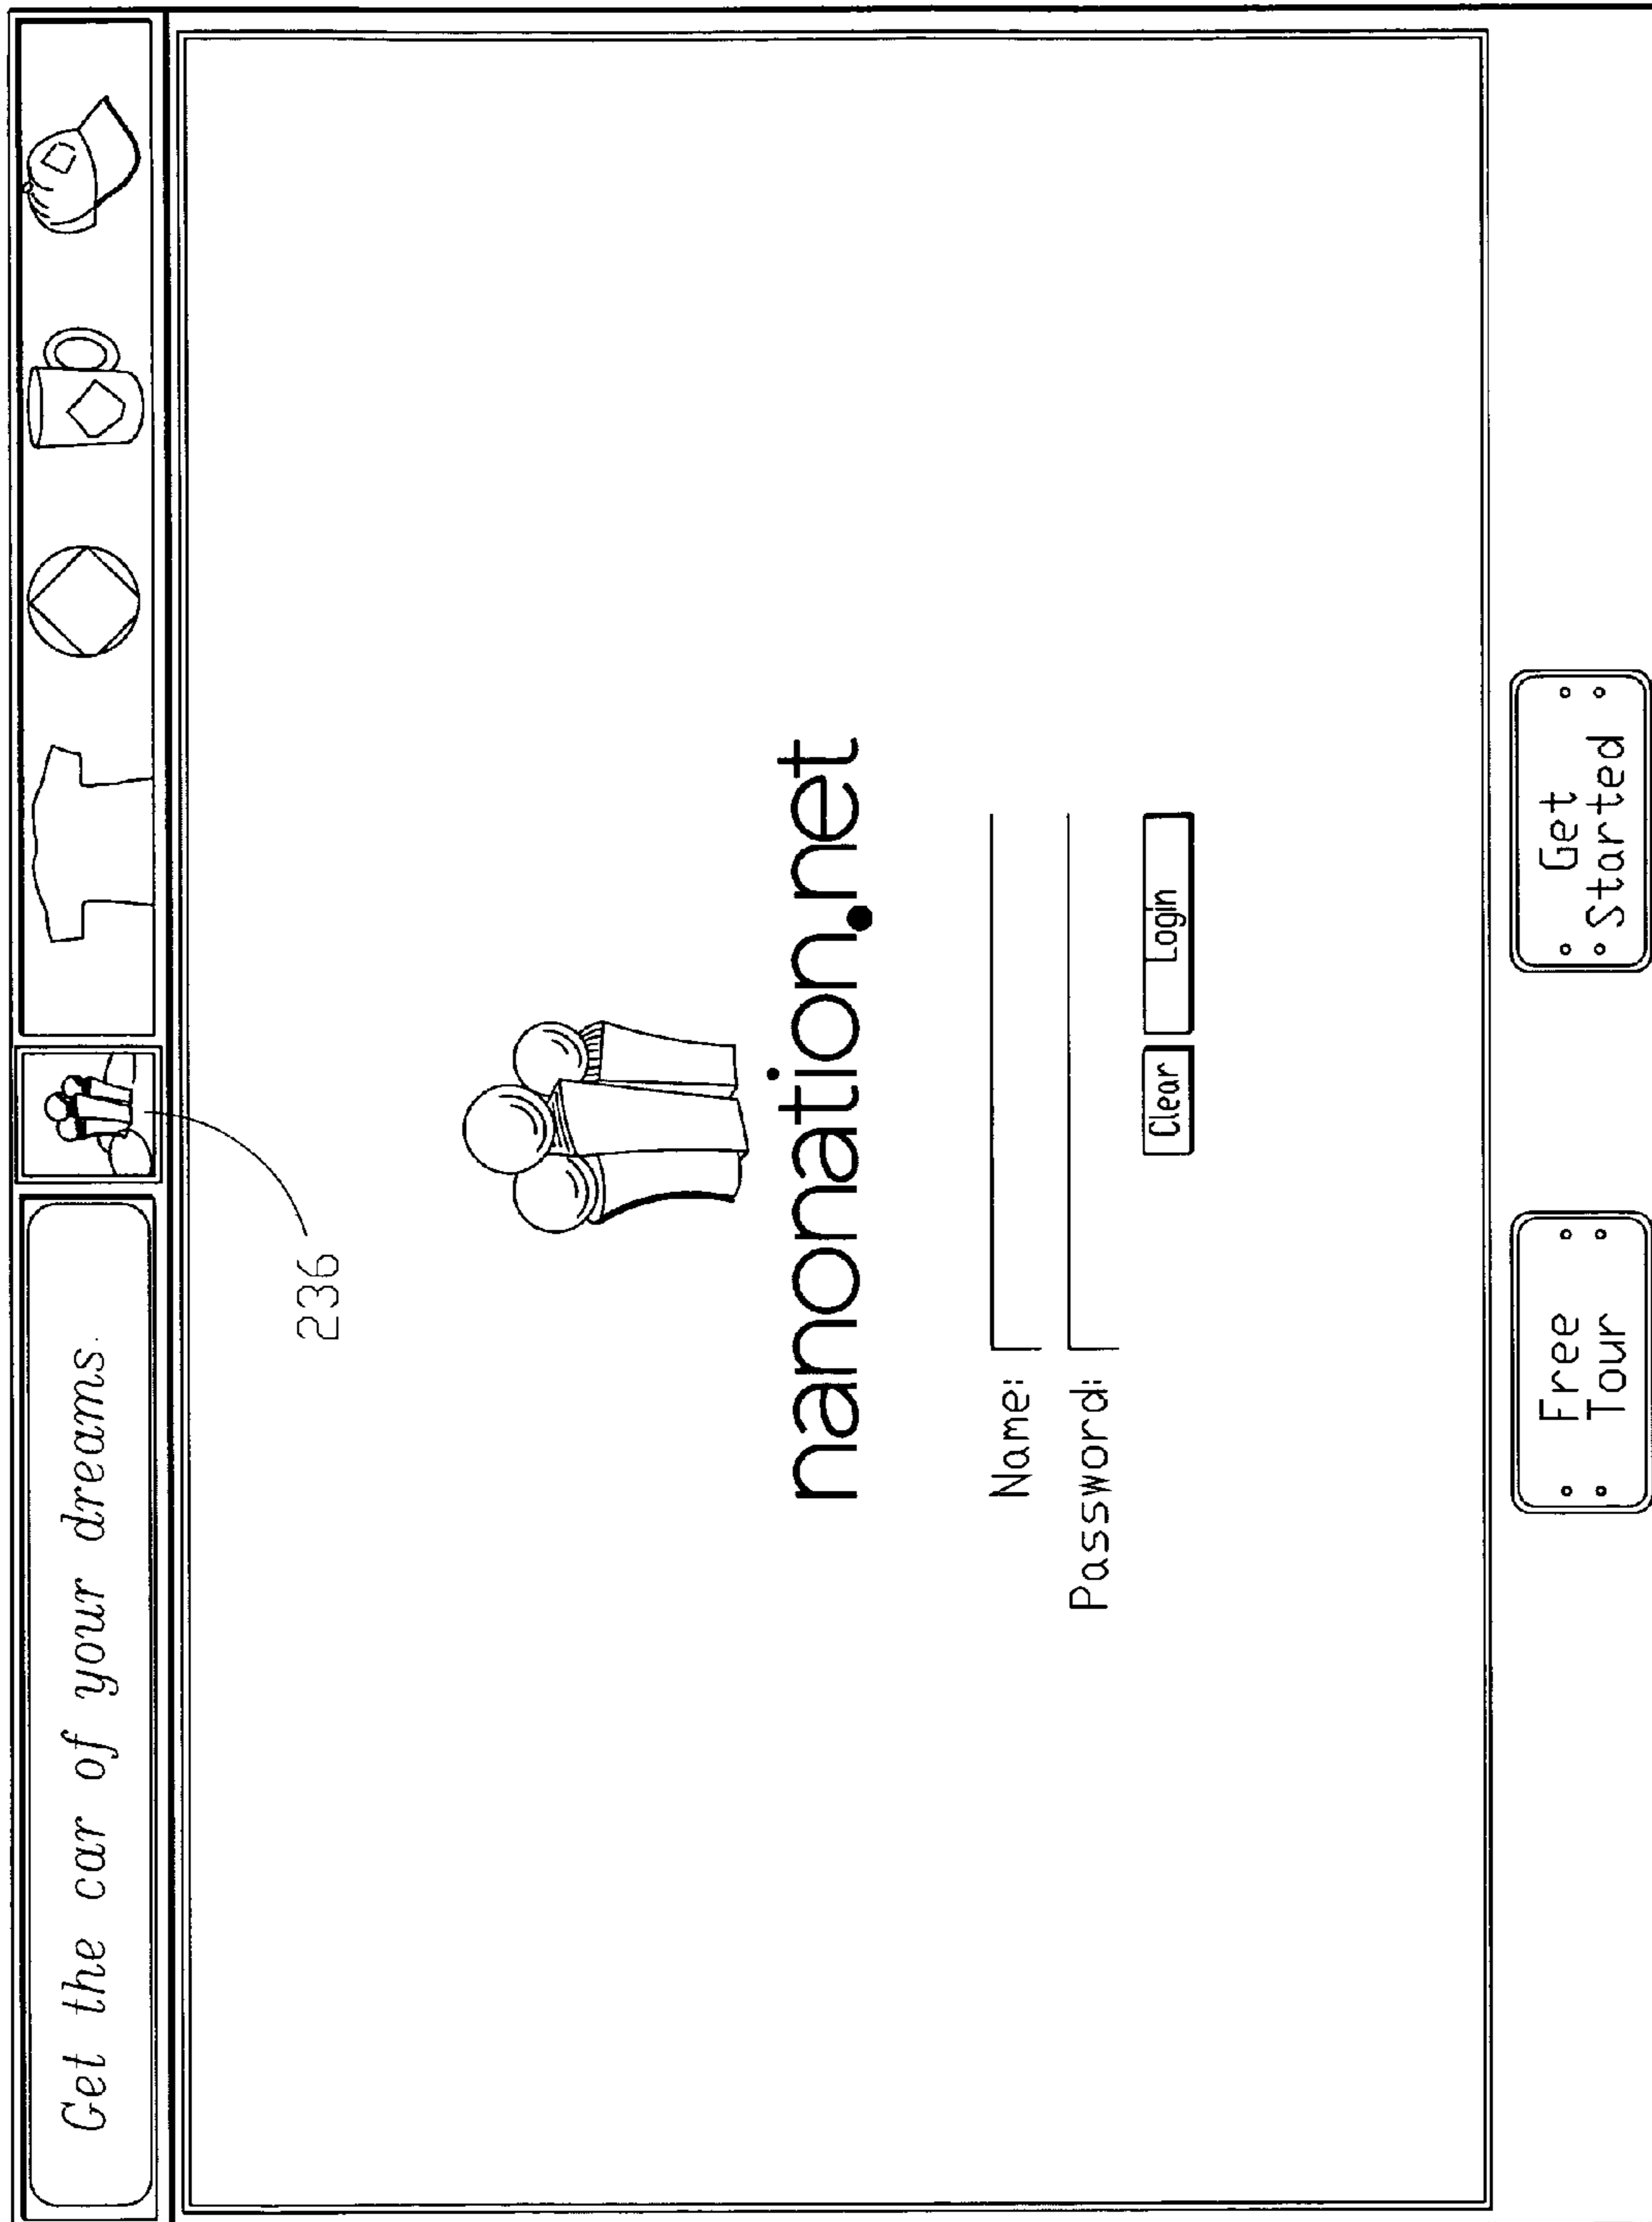 Get the car of your dreams.
236
nanonation.net
Name:
Password:
Clear Login
Free
Tour
Get
Started